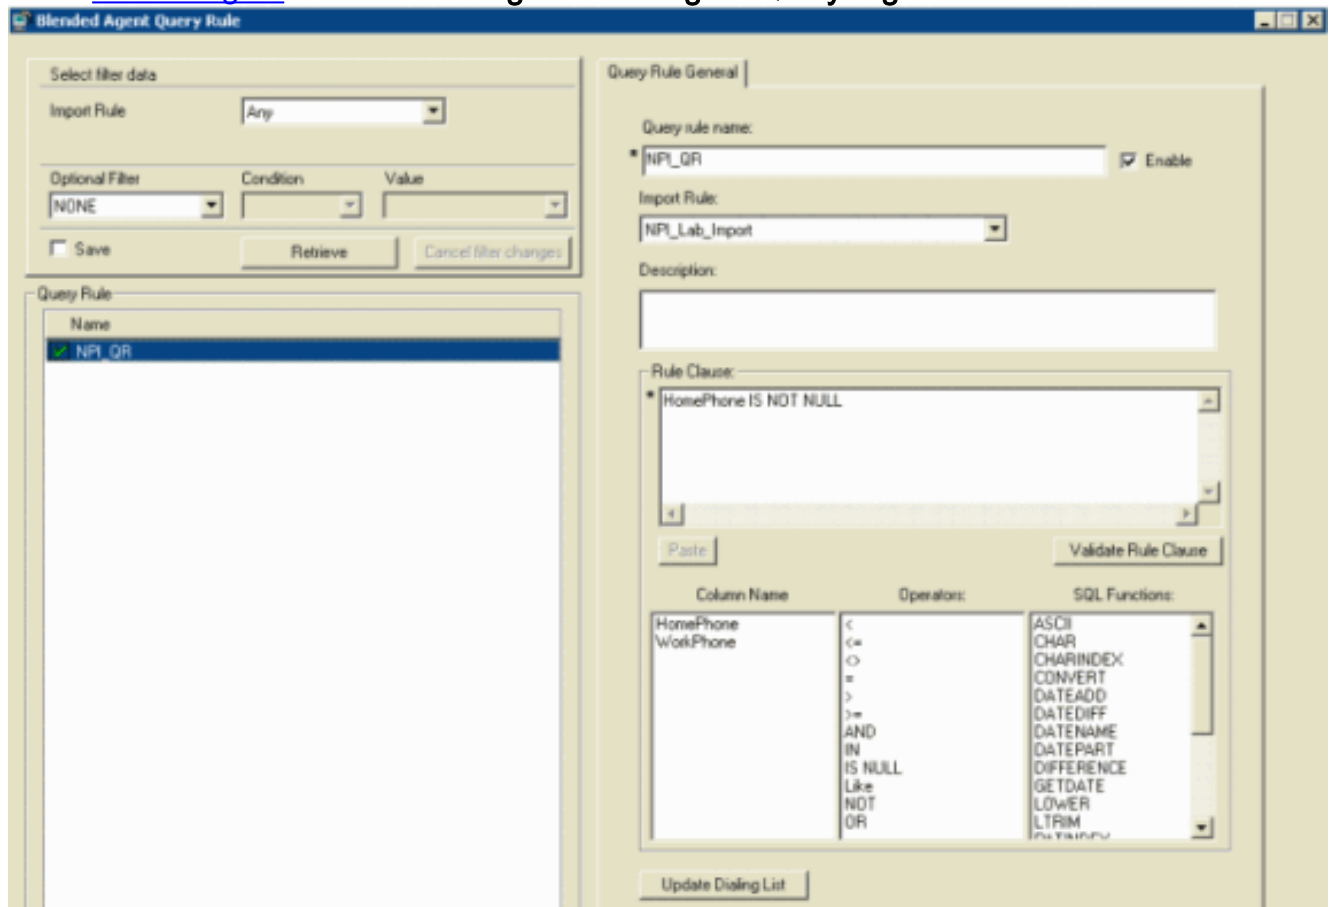 Blended Agent Query Rule
Select filter data
Import Rule
Any
Optional Filter Condition Value
NONE
Save
Retrieve
Cancel filter changes
Query Rule
Name
NPI_QR
Query Rule General
Query rule name:
* NPI_QR
Enable
Import Rule:
NPI_Lab_Import
Description:
Rule Clause:
* HomePhone IS NOT NULL
Paste
Validate Rule Clause
Column Name
HomePhone
WorkPhone
Operators:
<
<=
<>
=
>
>=
AND
IN
IS NULL
Like
NOT
OR
SQL Functions:
ASCII
CHAR
CHARINDEX
CONVERT
DATEADD
DATEDIFF
DATENAME
DATEPART
DIFFERENCE
GETDATE
LOWER
LTRIM
Update Dialing List